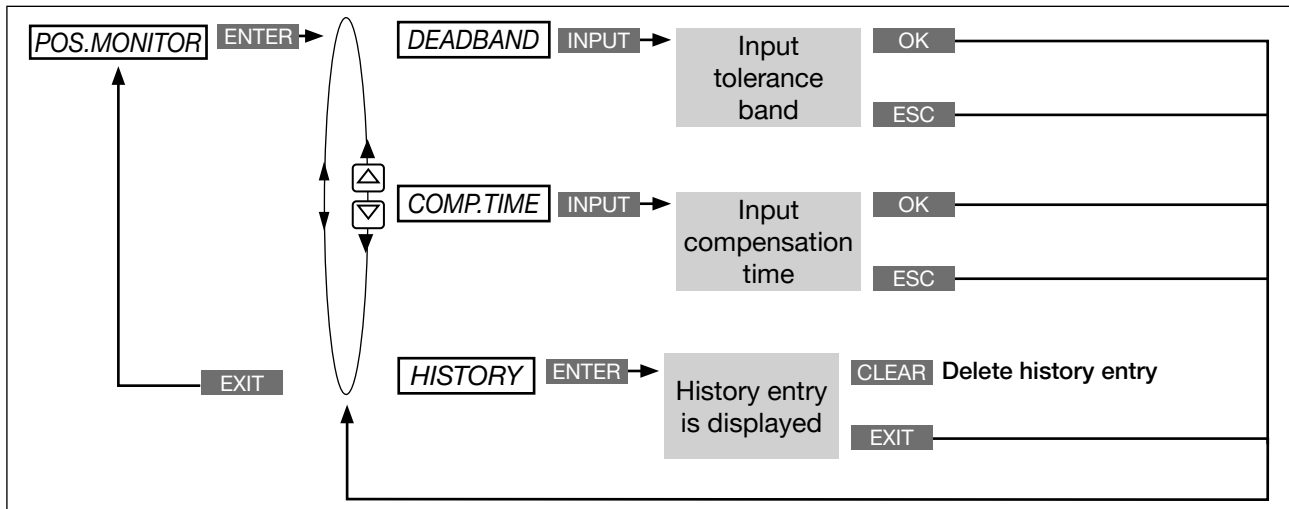 POS.MONITOR ENTER
DEADBAND INPUT
Input
tolerance
band
OK
ESC
COMP.TIME INPUT
Input
compensation
time
OK
ESC
EXIT
HISTORY ENTER
History entry
is displayed
CLEAR Delete history entry
EXIT